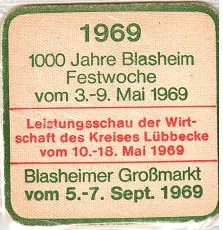 1969
1000 Jahre Blasheim
Festwoche
vom 3.-9. Mai 1969
Leistungsschau der Wirt-
schaft des Kreises Lübbecke
vom 10.-18. Mai 1969
Blasheimer Großmarkt
vom 5.-7. Sept. 1969